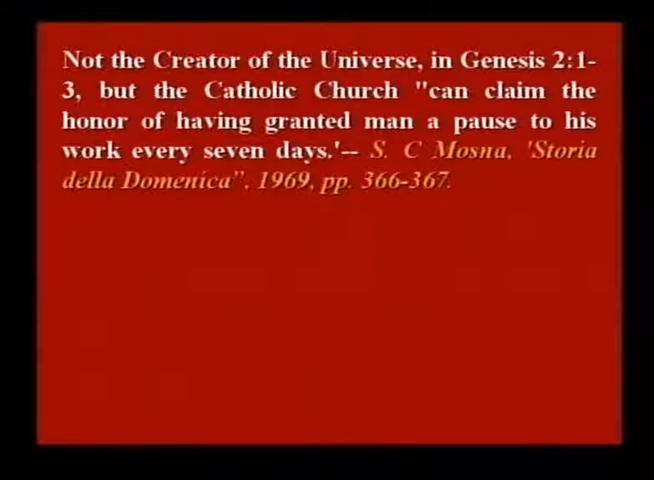 Not the Creator of the Universe, in Genesis 2:1-
3, but the Catholic Church "can claim the
honor of having granted man a pause to his
work every seven days.'-- S. C Mosna, 'Storia
della Domenica”, 1969, pp. 366-367.